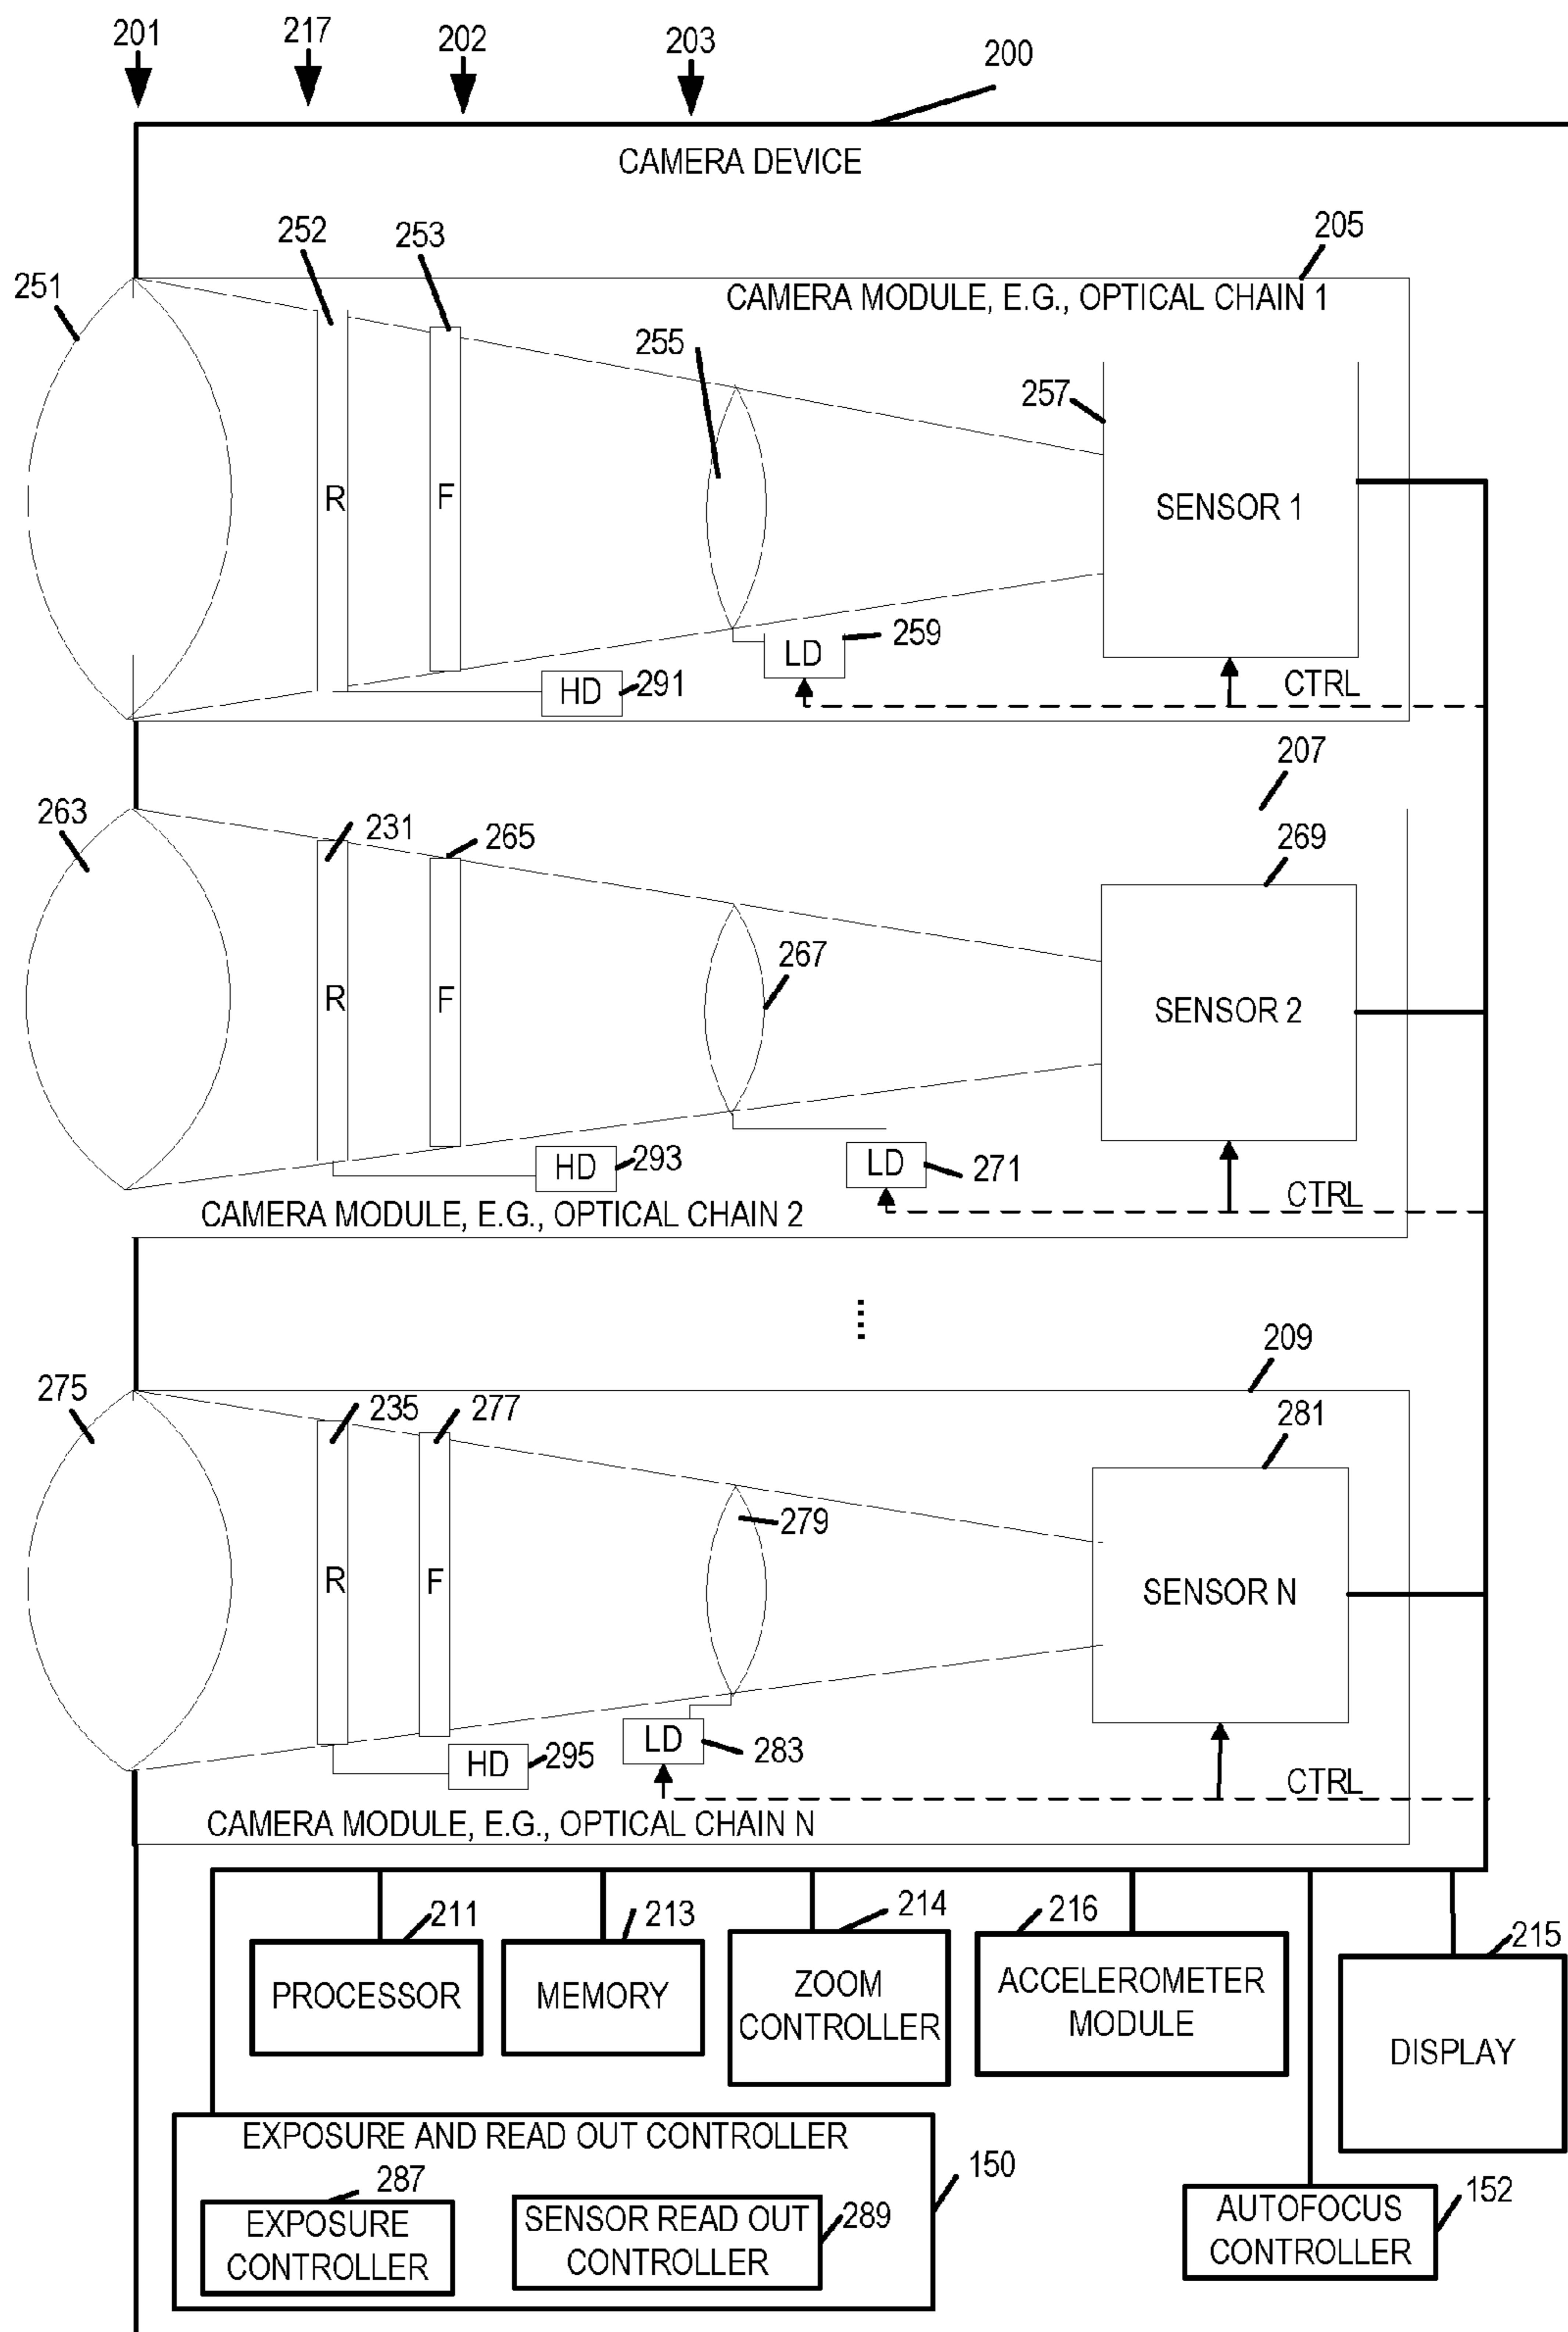 201
217
202
203
200
CAMERA DEVICE
252
253
205
251
CAMERA MODULE, E.G., OPTICAL CHAIN 1
255
257
R
F
SENSOR 1
259
LD
HD
291
CTRL
207
263
231
265
269
267
R
F
SENSOR 2
HD
293
LD
271
CTRL
CAMERA MODULE, E.G., OPTICAL CHAIN 2
209
275
235
277
281
279
R
F
SENSOR N
LD
283
HD
295
CTRL
CAMERA MODULE, E.G., OPTICAL CHAIN N
211
213
214
216
215
PROCESSOR
MEMORY
ZOOM
CONTROLLER
ACCELEROMETER
MODULE
DISPLAY
EXPOSURE AND READ OUT CONTROLLER
150
287
EXPOSURE
CONTROLLER
SENSOR READ OUT
CONTROLLER
289
152
AUTOFOCUS
CONTROLLER